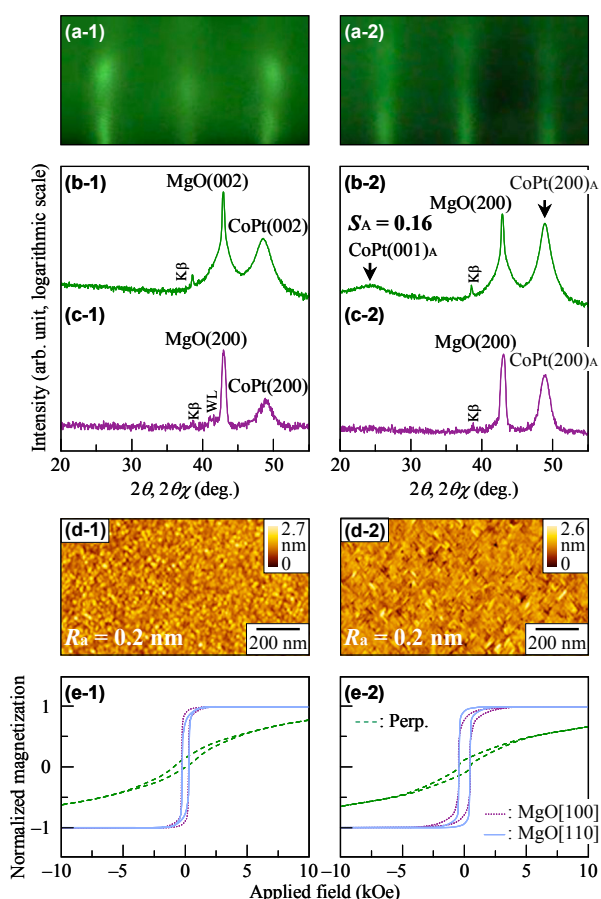 (a-1)
(a-2)
Intensity (arb. unit, logarithmic scale)
(b-1)
MgO(002)
CoPt(002)
Kβ
(b-2)
CoPt(200)A
MgO(200)
SA = 0.16
CoPt(001)A
Kβ
(c-1)
MgO(200)
CoPt(200)
Kβ
WL
(c-2)
MgO(200)
CoPt(200)A
Kβ
20 30 40 50
20 30 40 50
2θ, 2θχ (deg.)
2θ, 2θχ (deg.)
(d-1)
2.7
nm
0
Ra = 0.2 nm
200 nm
(d-2)
2.6
nm
0
Ra = 0.2 nm
200 nm
Normalized magnetization
(e-1)
1
0
−1
(e-2)
: Perp.
: MgO[100]
: MgO[110]
−10 −5 0 5 10
−10 −5 0 5 10
Applied field (kOe)
Applied field (kOe)